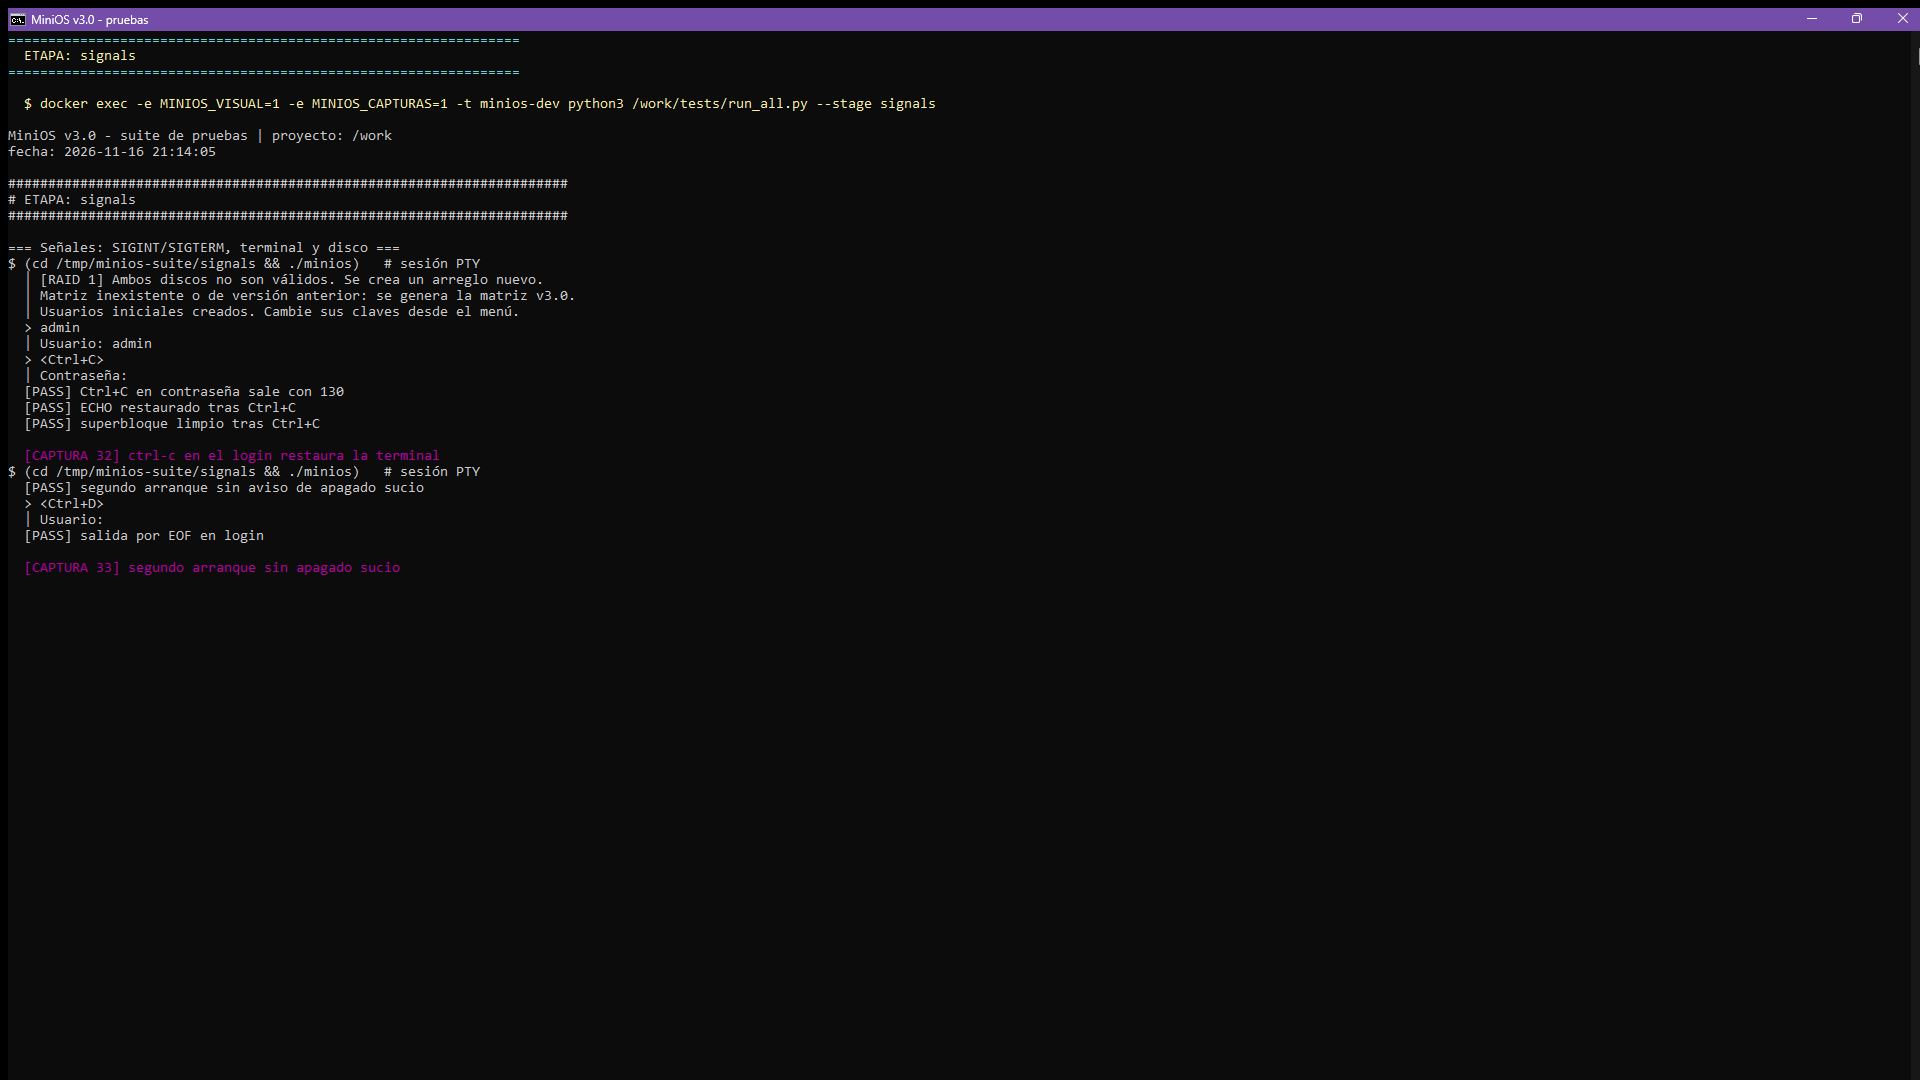 MiniOS v3.0 - pruebas
================================================================
ETAPA: signals
================================================================
$ docker exec -e MINIOS_VISUAL=1 -e MINIOS_CAPTURAS=1 -t minios-dev python3 /work/tests/run_all.py --stage signals
MiniOS v3.0 - suite de pruebas | proyecto: /work
fecha: 2026-11-16 21:14:05
######################################################################
# ETAPA: signals
######################################################################
=== Señales: SIGINT/SIGTERM, terminal y disco ===
$ (cd /tmp/minios-suite/signals && ./minios)   # sesión PTY
│ [RAID 1] Ambos discos no son válidos. Se crea un arreglo nuevo.
│ Matriz inexistente o de versión anterior: se genera la matriz v3.0.
│ Usuarios iniciales creados. Cambie sus claves desde el menú.
> admin
│ Usuario: admin
> <Ctrl+C>
│ Contraseña:
[PASS] Ctrl+C en contraseña sale con 130
[PASS] ECHO restaurado tras Ctrl+C
[PASS] superbloque limpio tras Ctrl+C
[CAPTURA 32] ctrl-c en el login restaura la terminal
$ (cd /tmp/minios-suite/signals && ./minios)   # sesión PTY
[PASS] segundo arranque sin aviso de apagado sucio
> <Ctrl+D>
│ Usuario:
[PASS] salida por EOF en login
[CAPTURA 33] segundo arranque sin apagado sucio